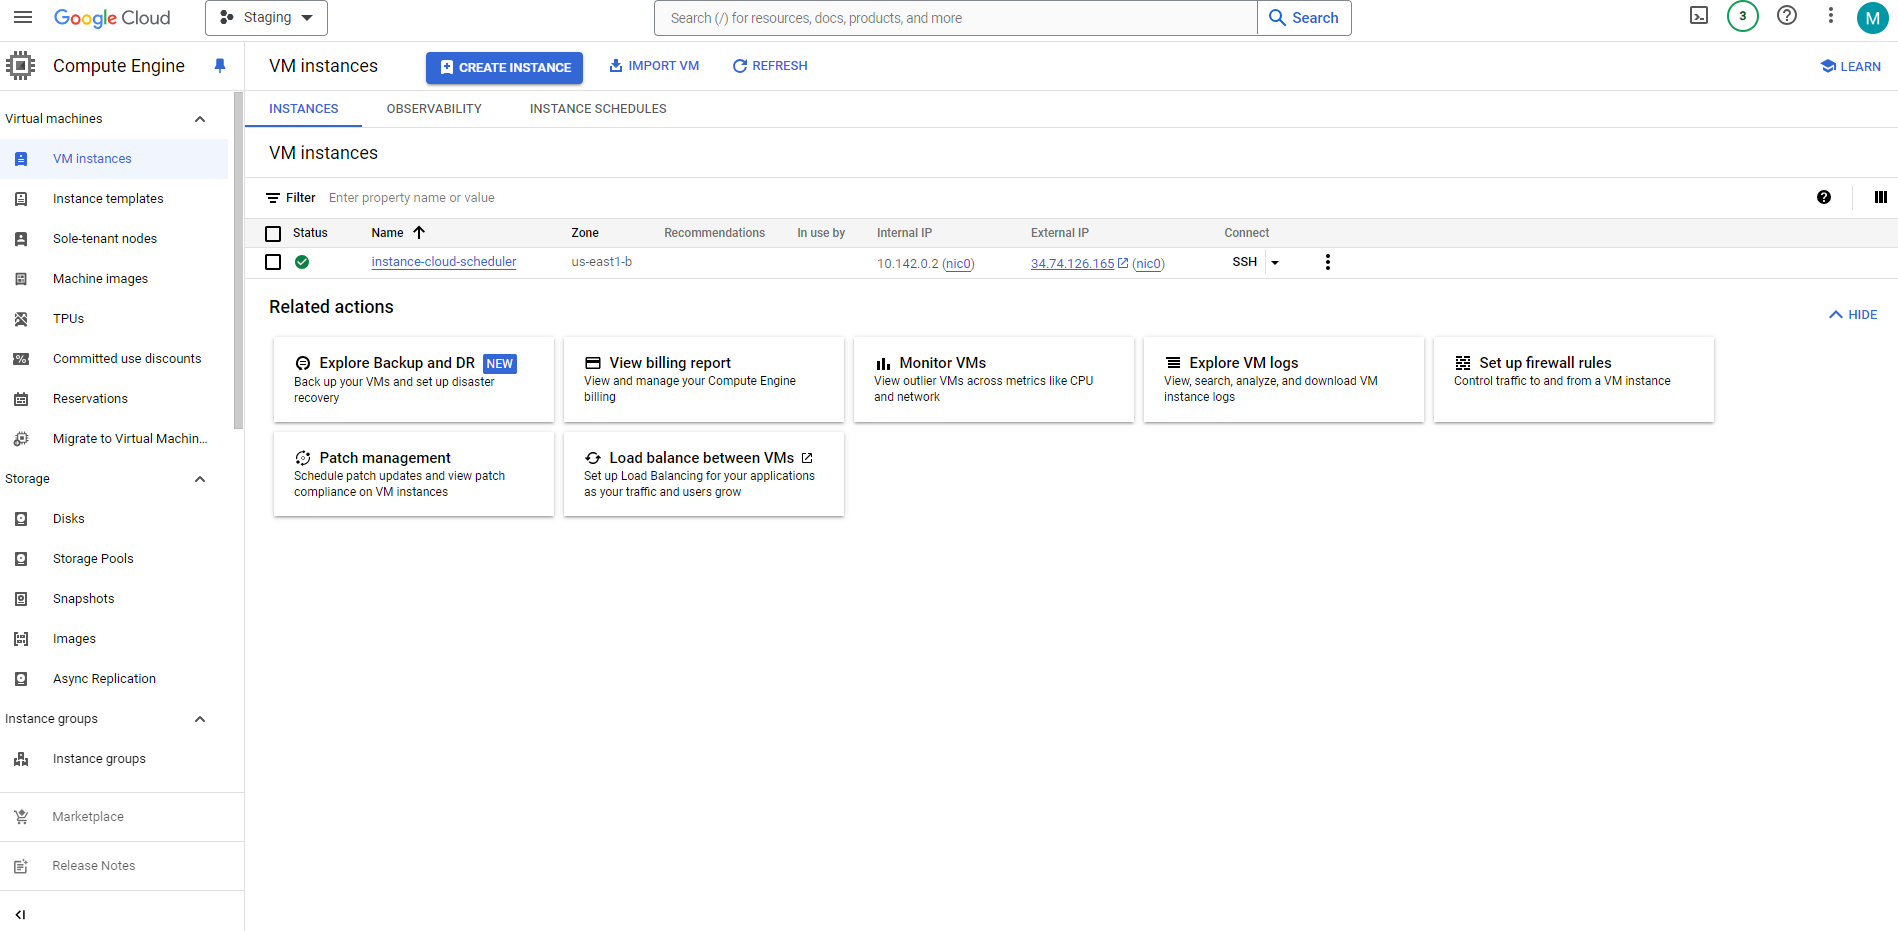 Google Cloud
Staging
Search (/) for resources, docs, products, and more
Search
3
M
Compute Engine
VM instances
CREATE INSTANCE
IMPORT VM
REFRESH
LEARN
Virtual machines
VM instances
Instance templates
Sole-tenant nodes
Machine images
TPUs
Committed use discounts
Reservations
Migrate to Virtual Machin...
Storage
Disks
Storage Pools
Snapshots
Images
Async Replication
Instance groups
Instance groups
Marketplace
Release Notes
INSTANCES OBSERVABILITY INSTANCE SCHEDULES
VM instances
Filter Enter property name or value
Status Name Zone Recommendations In use by Internal IP External IP Connect
instance-cloud-scheduler us-east1-b 10.142.0.2 (nic0) 34.74.126.165 (nic0) SSH
Related actions
HIDE
Explore Backup and DR NEW
Back up your VMs and set up disaster
recovery
View billing report
View and manage your Compute Engine
billing
Monitor VMs
View outlier VMs across metrics like CPU
and network
Explore VM logs
View, search, analyze, and download VM
instance logs
Set up firewall rules
Control traffic to and from a VM instance
Patch management
Schedule patch updates and view patch
compliance on VM instances
Load balance between VMs
Set up Load Balancing for your applications
as your traffic and users grow